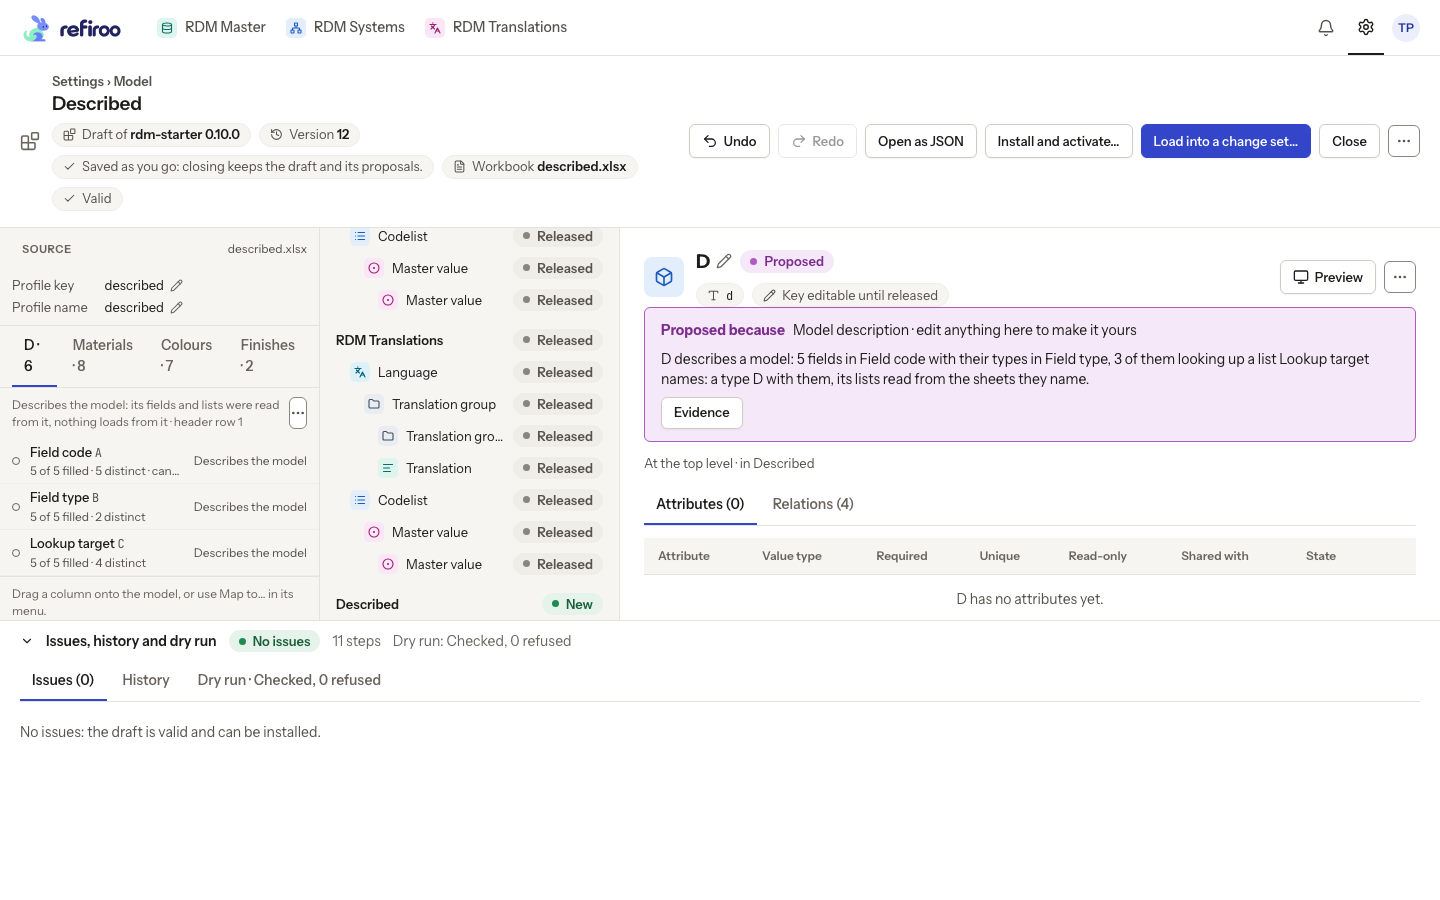 refiroo
RDM Master
RDM Systems
RDM Translations
TP
Settings › Model
Described
Draft of rdm-starter 0.10.0
Version 12
Saved as you go: closing keeps the draft and its proposals.
Workbook described.xlsx
Valid
Undo
Redo
Open as JSON
Install and activate...
Load into a change set...
Close
SOURCE
described.xlsx
Profile key described
Profile name described
D · 6
Materials · 8
Colours · 7
Finishes · 2
Describes the model: its fields and lists were read
from it, nothing loads from it · header row 1
Field code A
5 of 5 filled · 5 distinct · can...
Describes the model
Field type B
5 of 5 filled · 2 distinct
Describes the model
Lookup target C
5 of 5 filled · 4 distinct
Describes the model
Drag a column onto the model, or use Map to... in its
menu.
Codelist Released
Master value Released
Master value Released
RDM Translations Released
Language Released
Translation group Released
Translation gro... Released
Translation Released
Codelist Released
Master value Released
Master value Released
Described New
D
Proposed
d
Key editable until released
Preview
Proposed because Model description · edit anything here to make it yours
D describes a model: 5 fields in Field code with their types in Field type, 3 of them looking up a list Lookup target
names: a type D with them, its lists read from the sheets they name.
Evidence
At the top level · in Described
Attributes (0)
Relations (4)
Attribute Value type Required Unique Read-only Shared with State
D has no attributes yet.
Issues, history and dry run
No issues
11 steps
Dry run: Checked, 0 refused
Issues (0)
History
Dry run · Checked, 0 refused
No issues: the draft is valid and can be installed.